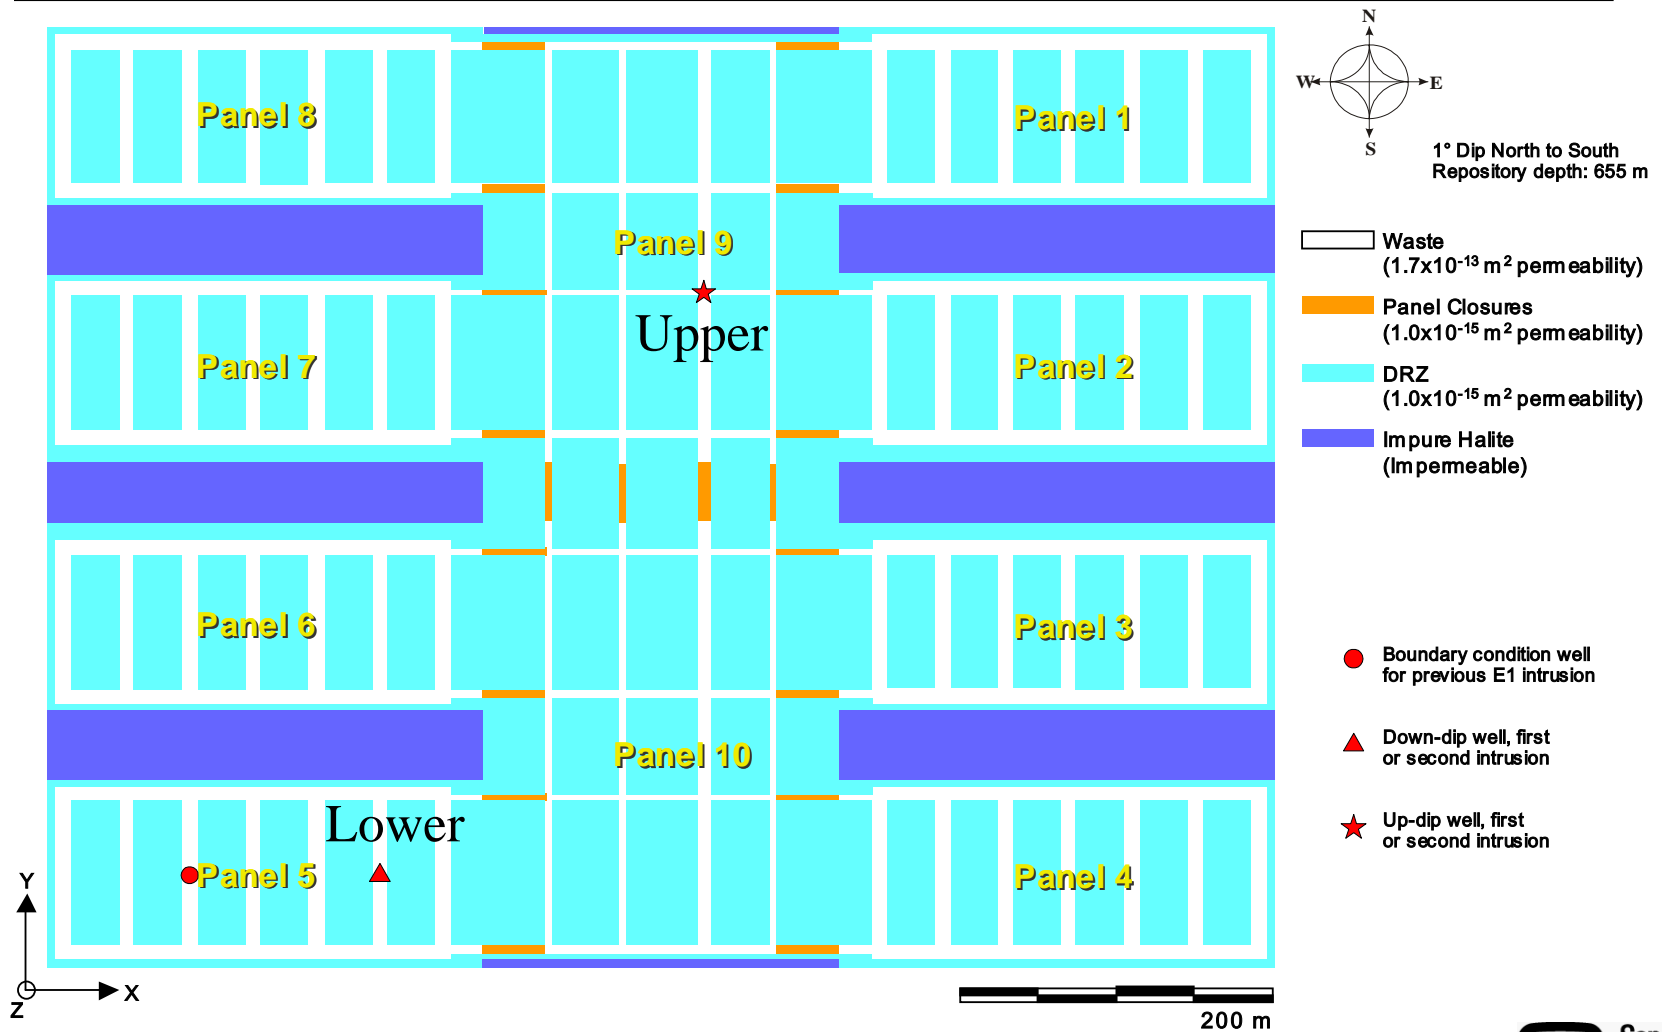 N
W E
S
1° Dip North to South
Repository depth: 655 m
Panel 8
Panel 1
Panel 9
Upper
Panel 7
Panel 2
Panel 6
Panel 3
Panel 10
Lower
Panel 5
Panel 4
Waste
(1.7x10⁻¹³ m² permeability)
Panel Closures
(1.0x10⁻¹⁵ m² permeability)
DRZ
(1.0x10⁻¹⁵ m² permeability)
Impure Halite
(Impermeable)
Boundary condition well
for previous E1 intrusion
Down-dip well, first
or second intrusion
Up-dip well, first
or second intrusion
Y
X
Z
200 m